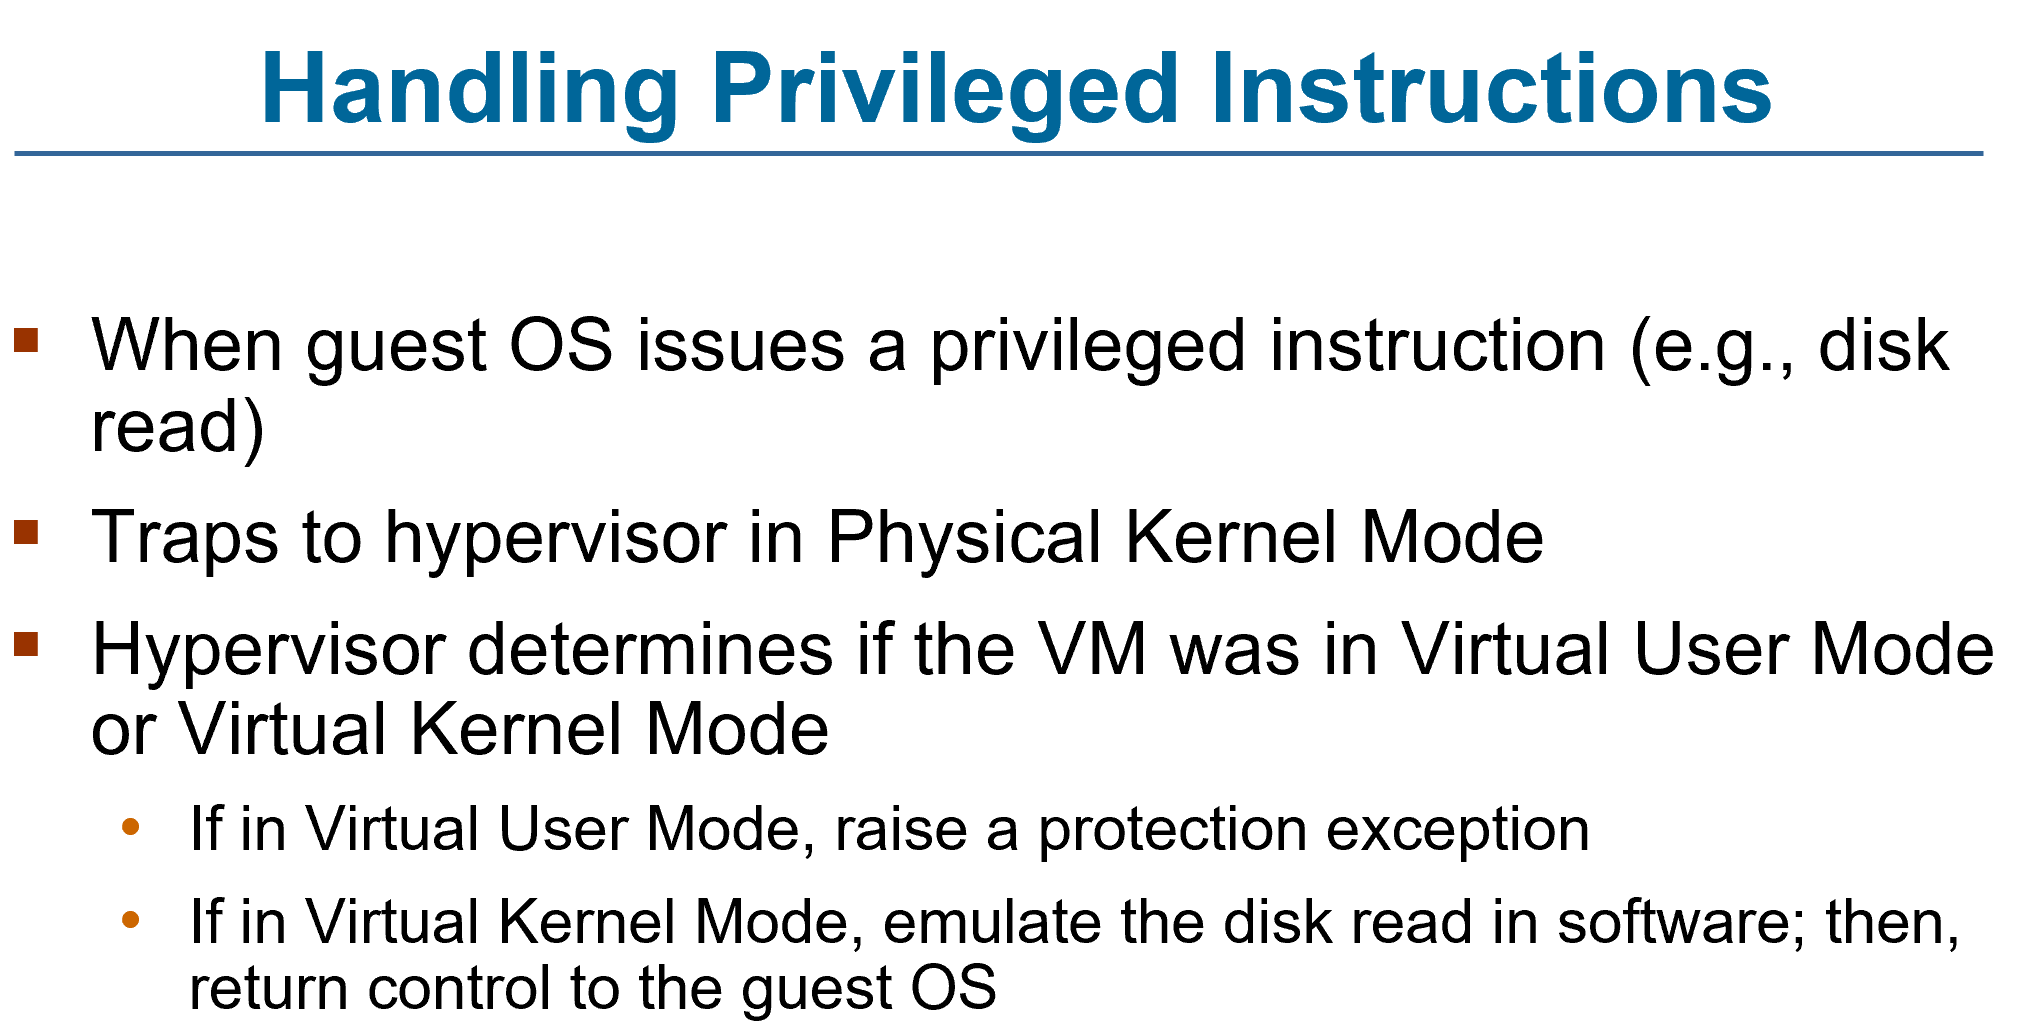 Handling Privileged Instructions
When guest OS issues a privileged instruction (e.g., disk
read)
Traps to hypervisor in Physical Kernel Mode
Hypervisor determines if the VM was in Virtual User Mode
or Virtual Kernel Mode
If in Virtual User Mode, raise a protection exception
If in Virtual Kernel Mode, emulate the disk read in software; then,
return control to the guest OS